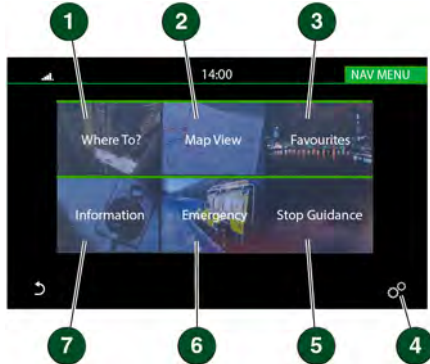 1 2 3
14:00 NAV MENU
Where To? Map View Favourites
Information Emergency Stop Guidance
7 6 5 4